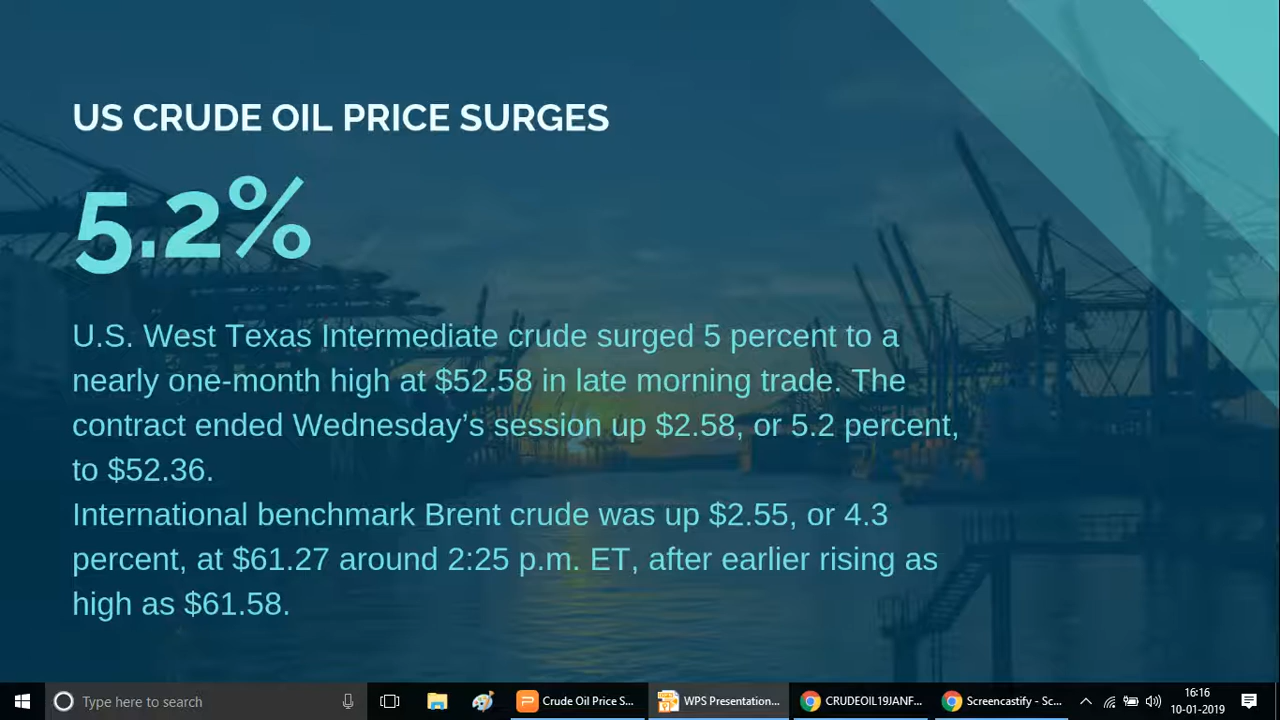 US CRUDE OIL PRICE SURGES
5.2%
U.S. West Texas Intermediate crude surged 5 percent to a
nearly one-month high at $52.58 in late morning trade. The
contract ended Wednesday’s session up $2.58, or 5.2 percent,
to $52.36.
International benchmark Brent crude was up $2.55, or 4.3
percent, at $61.27 around 2:25 p.m. ET, after earlier rising as
high as $61.58.
Type here to search
Crude Oil Price S...
WPS Presentation...
CRUDEOIL19JANF...
Screencastify - Sc...
16:16
10-01-2019